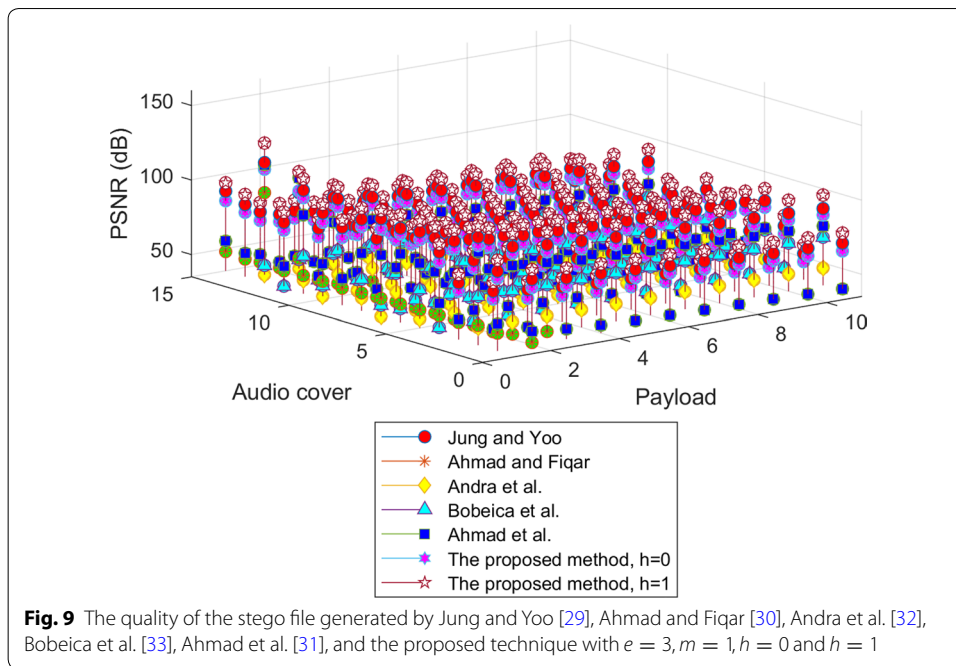 150
100
50
PSNR (dB)
15
10
5
0
Audio cover
0
2
4
6
8
10
Payload
Jung and Yoo
Ahmad and Fiqar
Andra et al.
Bobeica et al.
Ahmad et al.
The proposed method, h=0
The proposed method, h=1
Fig. 9 The quality of the stego file generated by Jung and Yoo [29], Ahmad and Fiqar [30], Andra et al. [32],
Bobeica et al. [33], Ahmad et al. [31], and the proposed technique with e = 3, m = 1, h = 0 and h = 1